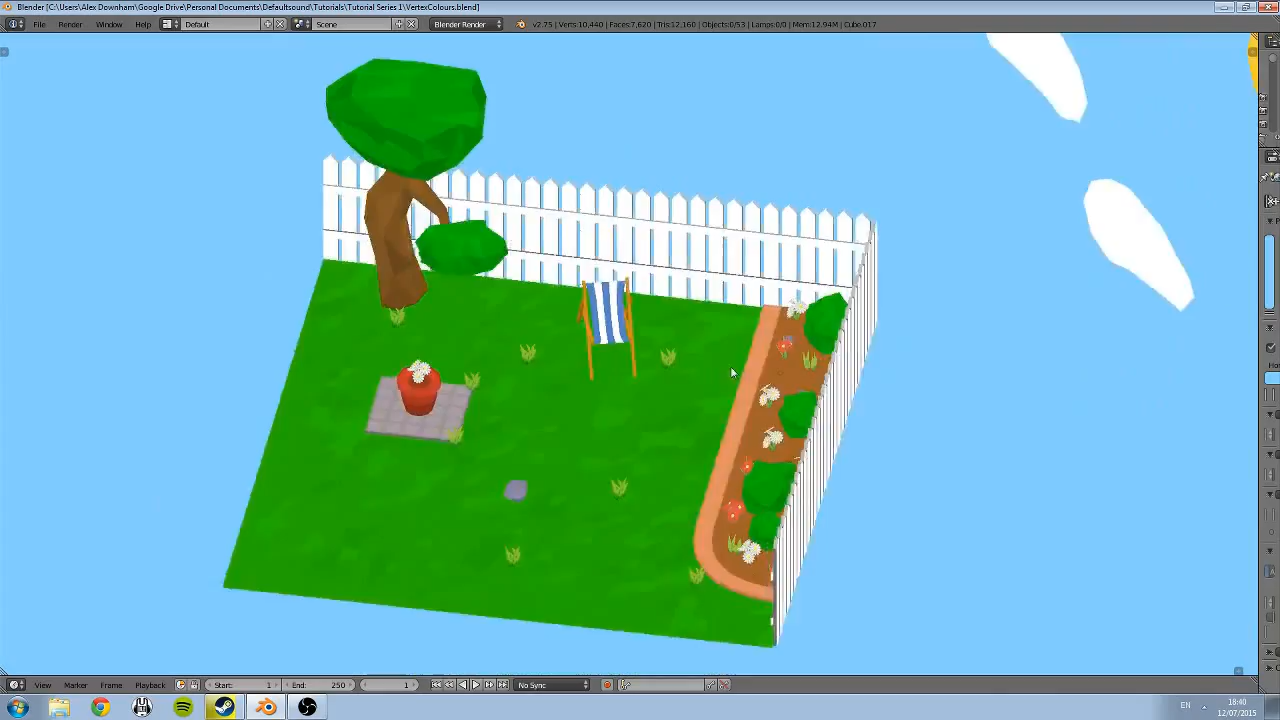 Blender [C:\Users\Alex Downham\Google Drive\Personal Documents\Defaultsound\Tutorials\Tutorial Series 1\VertexColours.blend]
File Render Window Help Default Scene Blender Render v2.75 | Verts:10,440 | Faces:7,620 | Tris:12,160 | Objects:0/53 | Lamps:0/0 | Mem:12.94M | Cube.017
View Marker Frame Playback Start: 1 End: 250 1 No Sync
EN 18:40
12/07/2015